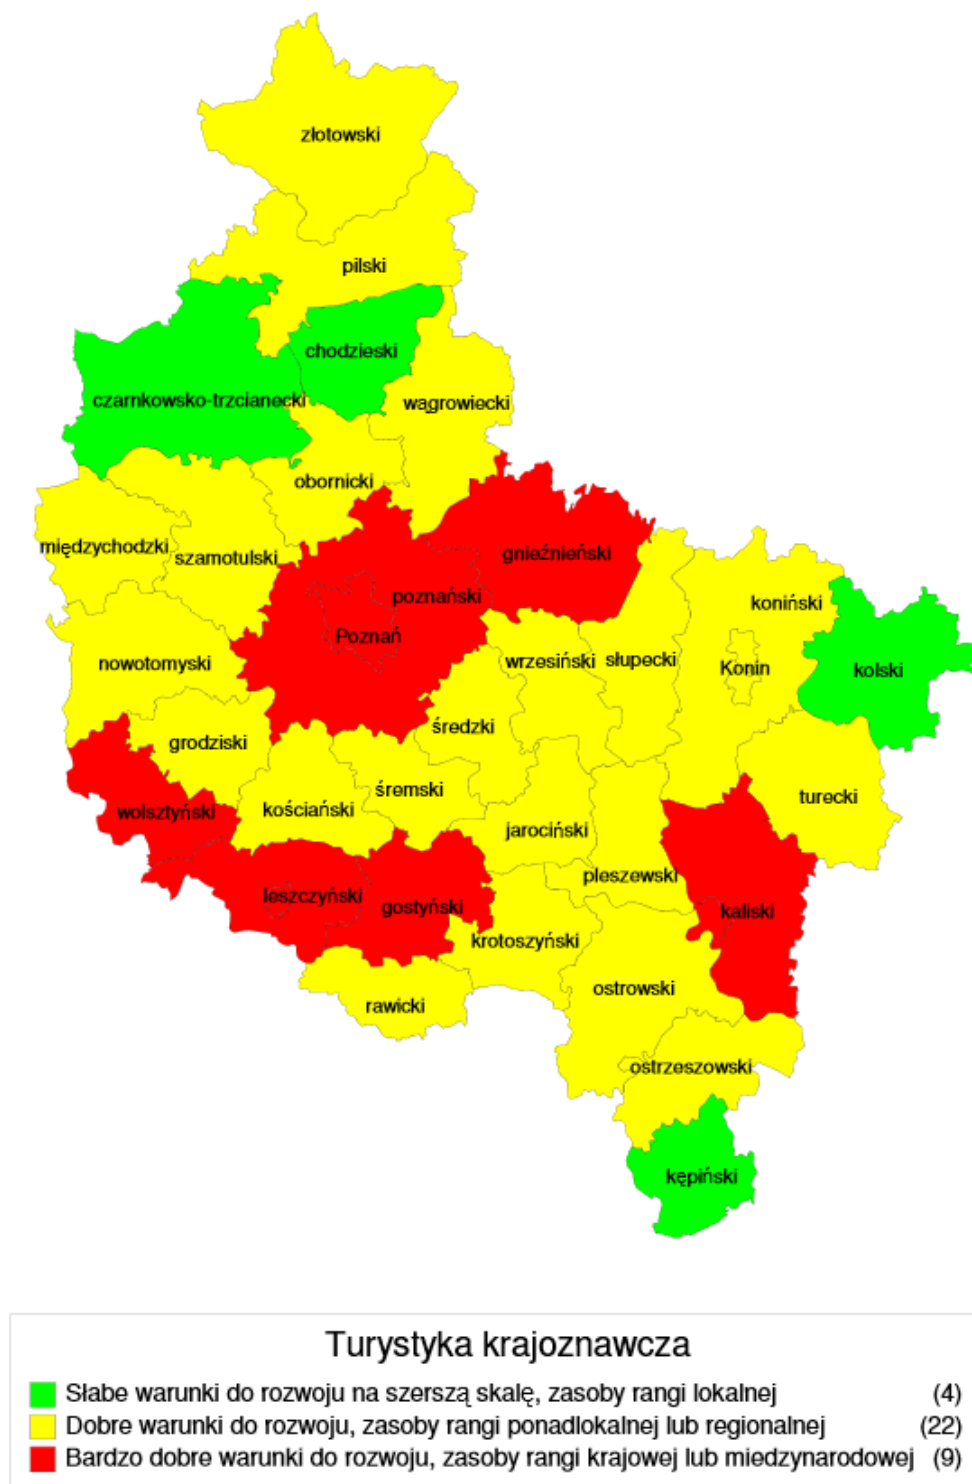 złotowski
pilski
chodzieski
czarnkowsko-trzcianecki
wągrowiecki
obornicki
międzychodzki
szamotulski
gnieźnieński
poznański
Poznań
koniński
nowotomyski
wrzesiński
słupecki
Konin
kolski
średzki
grodziski
śremski
turecki
wolsztyński
kościański
jarociński
pleszewski
leszczyński
gostyński
kaliski
krotoszyński
ostrowski
rawicki
ostrzeszowski
kępiński
Turystyka krajoznawcza
Słabe warunki do rozwoju na szerszą skalę, zasoby rangi lokalnej (4)
Dobre warunki do rozwoju, zasoby rangi ponadlokalnej lub regionalnej (22)
Bardzo dobre warunki do rozwoju, zasoby rangi krajowej lub miedzynarodowej (9)